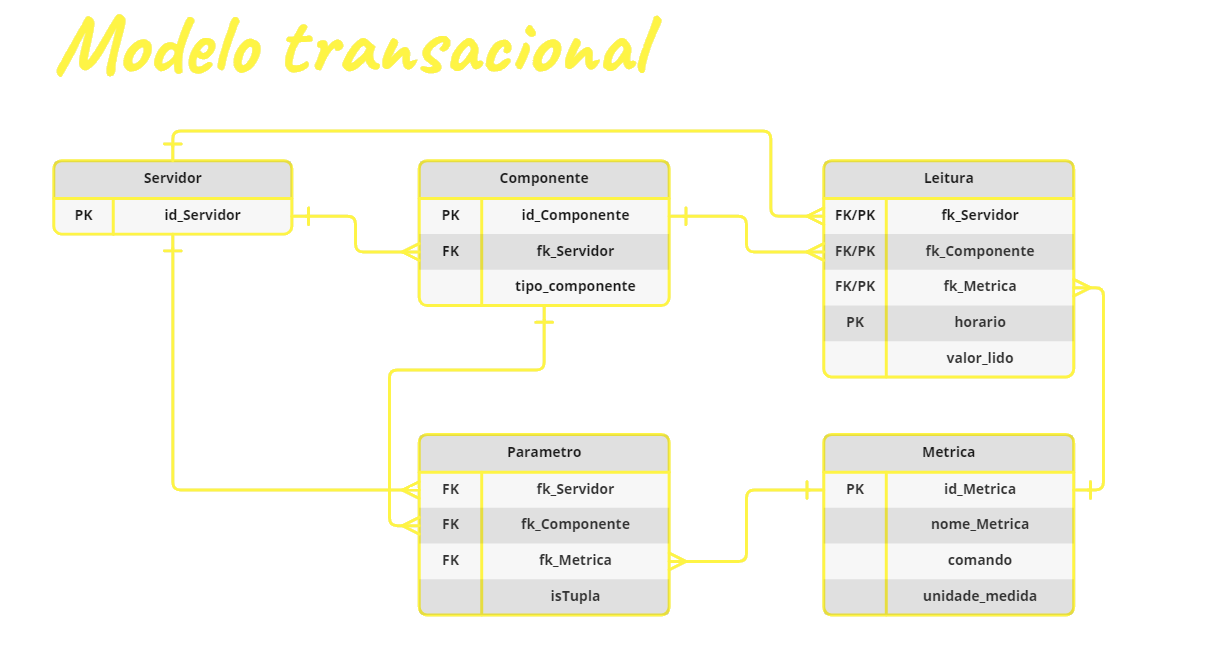 Modelo transacional
Servidor
PK id_Servidor
Componente
PK id_Componente
FK fk_Servidor
tipo_componente
Leitura
FK/PK fk_Servidor
FK/PK fk_Componente
FK/PK fk_Metrica
PK horario
valor_lido
Parametro
FK fk_Servidor
FK fk_Componente
FK fk_Metrica
isTupla
Metrica
PK id_Metrica
nome_Metrica
comando
unidade_medida